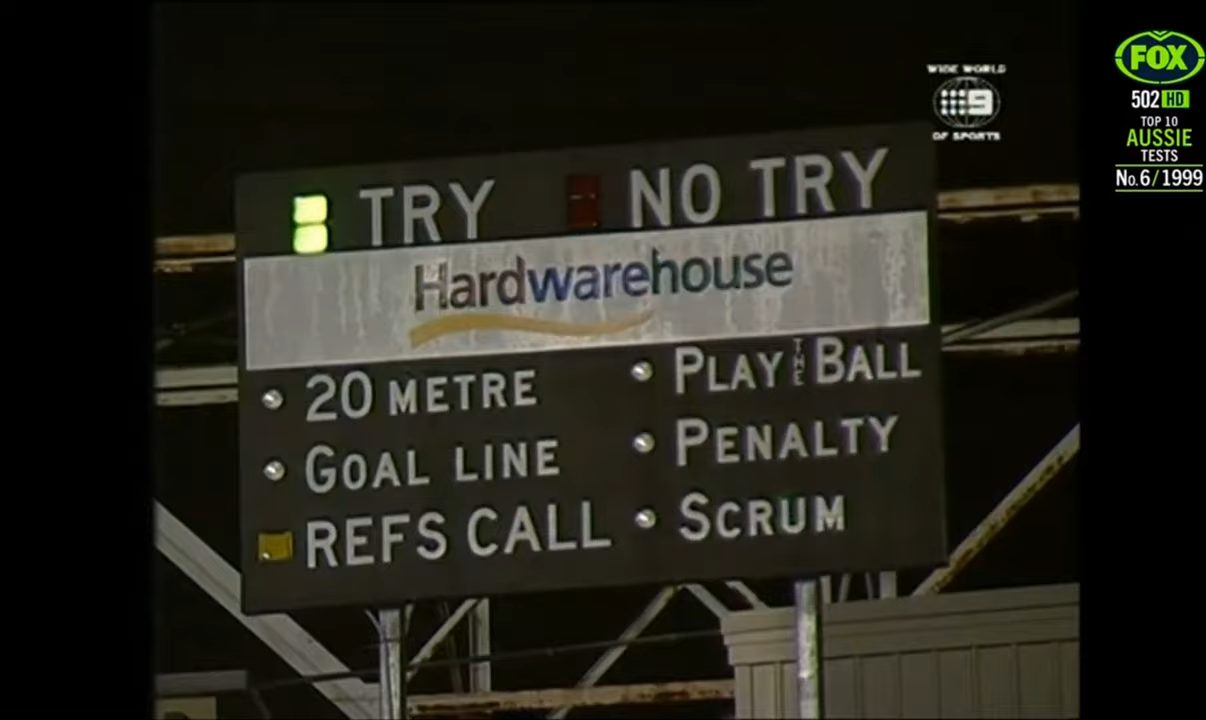 WIDE WORLD
9
OF SPORTS
FOX
502 HD
TOP 10
AUSSIE
TESTS
No.6/1999
TRY NO TRY
Hardwarehouse
20 METRE
GOAL LINE
REFS CALL
PLAY THE BALL
PENALTY
SCRUM